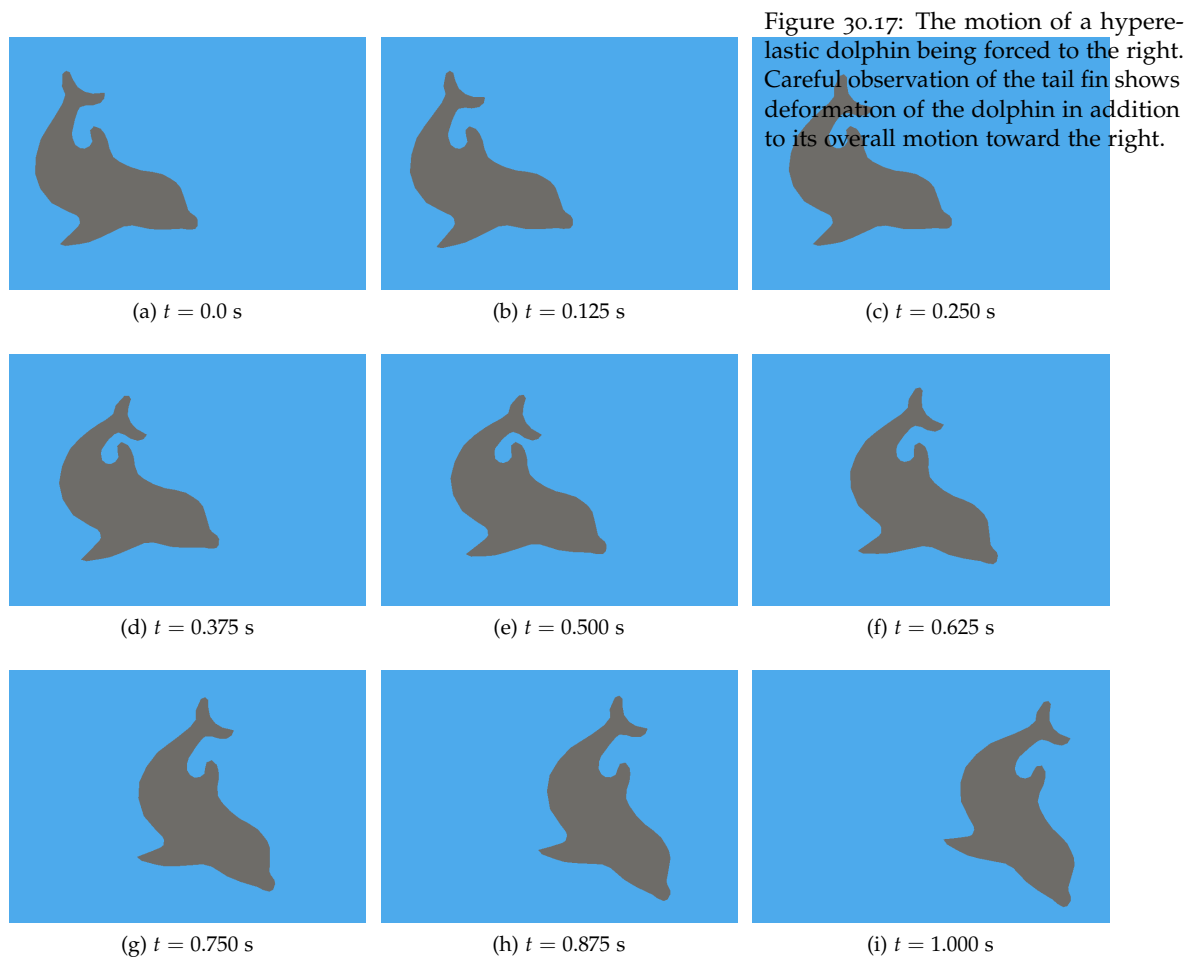 Figure 30.17: The motion of a hypere-
lastic dolphin being forced to the right.
Careful observation of the tail fin shows
deformation of the dolphin in addition
to its overall motion toward the right.
(a) t = 0.0 s
(b) t = 0.125 s
(c) t = 0.250 s
(d) t = 0.375 s
(e) t = 0.500 s
(f) t = 0.625 s
(g) t = 0.750 s
(h) t = 0.875 s
(i) t = 1.000 s